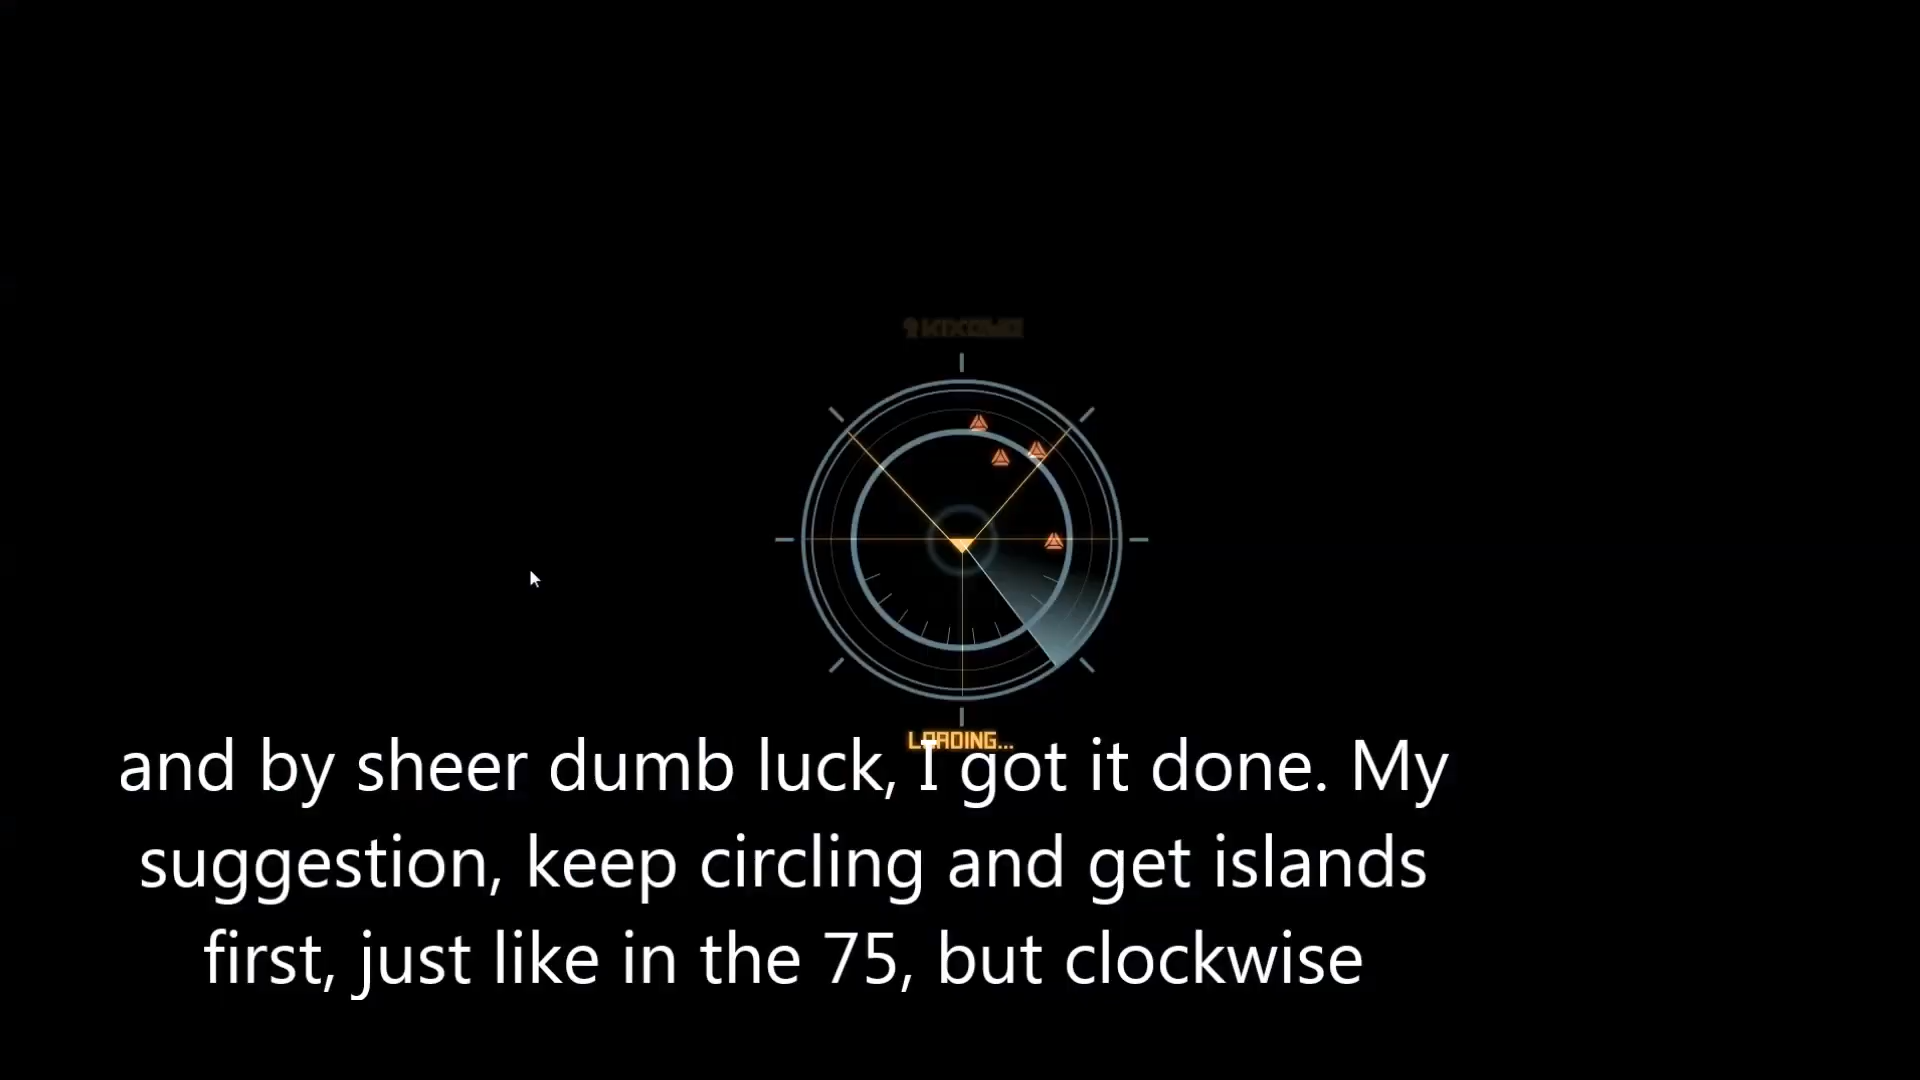 KIXEYE
LOADING...
and by sheer dumb luck, I got it done. My
suggestion, keep circling and get islands
first, just like in the 75, but clockwise